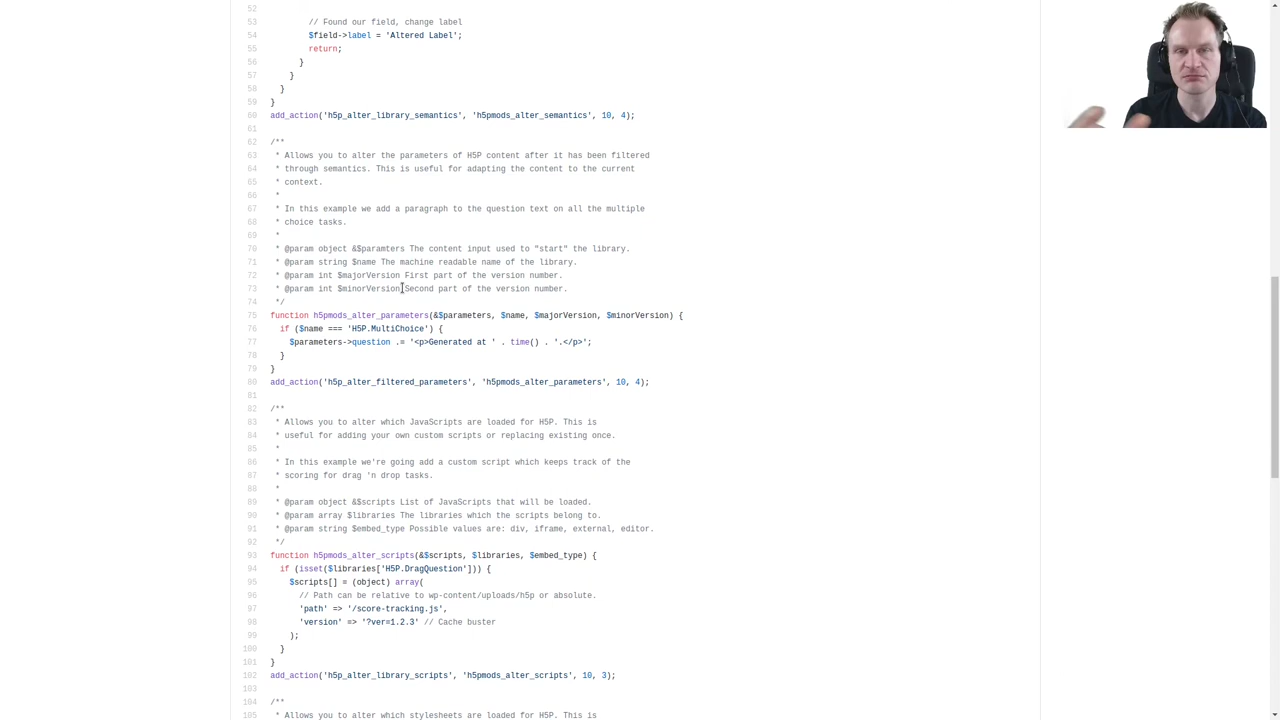 52
53 // Found our field, change label
54 $field->label = 'Altered Label';
55 return;
56 }
57 }
58 }
59 }
60 add_action('h5p_alter_library_semantics', 'h5pmods_alter_semantics', 10, 4);
61
62 /**
63 * Allows you to alter the parameters of H5P content after it has been filtered
64 * through semantics. This is useful for adapting the content to the current
65 * context.
66 *
67 * In this example we add a paragraph to the question text on all the multiple
68 * choice tasks.
69 *
70 * @param object &$paramters The content input used to "start" the library.
71 * @param string $name The machine readable name of the library.
72 * @param int $majorVersion First part of the version number.
73 * @param int $minorVersion Second part of the version number.
74 */
75 function h5pmods_alter_parameters(&$parameters, $name, $majorVersion, $minorVersion) {
76 if ($name === 'H5P.MultiChoice') {
77 $parameters->question .= '<p>Generated at ' . time() . '.</p>';
78 }
79 }
80 add_action('h5p_alter_filtered_parameters', 'h5pmods_alter_parameters', 10, 4);
81
82 /**
83 * Allows you to alter which JavaScripts are loaded for H5P. This is
84 * useful for adding your own custom scripts or replacing existing once.
85 *
86 * In this example we're going add a custom script which keeps track of the
87 * scoring for drag 'n drop tasks.
88 *
89 * @param object &$scripts List of JavaScripts that will be loaded.
90 * @param array $libraries The libraries which the scripts belong to.
91 * @param string $embed_type Possible values are: div, iframe, external, editor.
92 */
93 function h5pmods_alter_scripts(&$scripts, $libraries, $embed_type) {
94 if (isset($libraries['H5P.DragQuestion'])) {
95 $scripts[] = (object) array(
96 // Path can be relative to wp-content/uploads/h5p or absolute.
97 'path' => '/score-tracking.js',
98 'version' => '?ver=1.2.3' // Cache buster
99 );
100 }
101 }
102 add_action('h5p_alter_library_scripts', 'h5pmods_alter_scripts', 10, 3);
103
104 /**
105 * Allows you to alter which stylesheets are loaded for H5P. This is